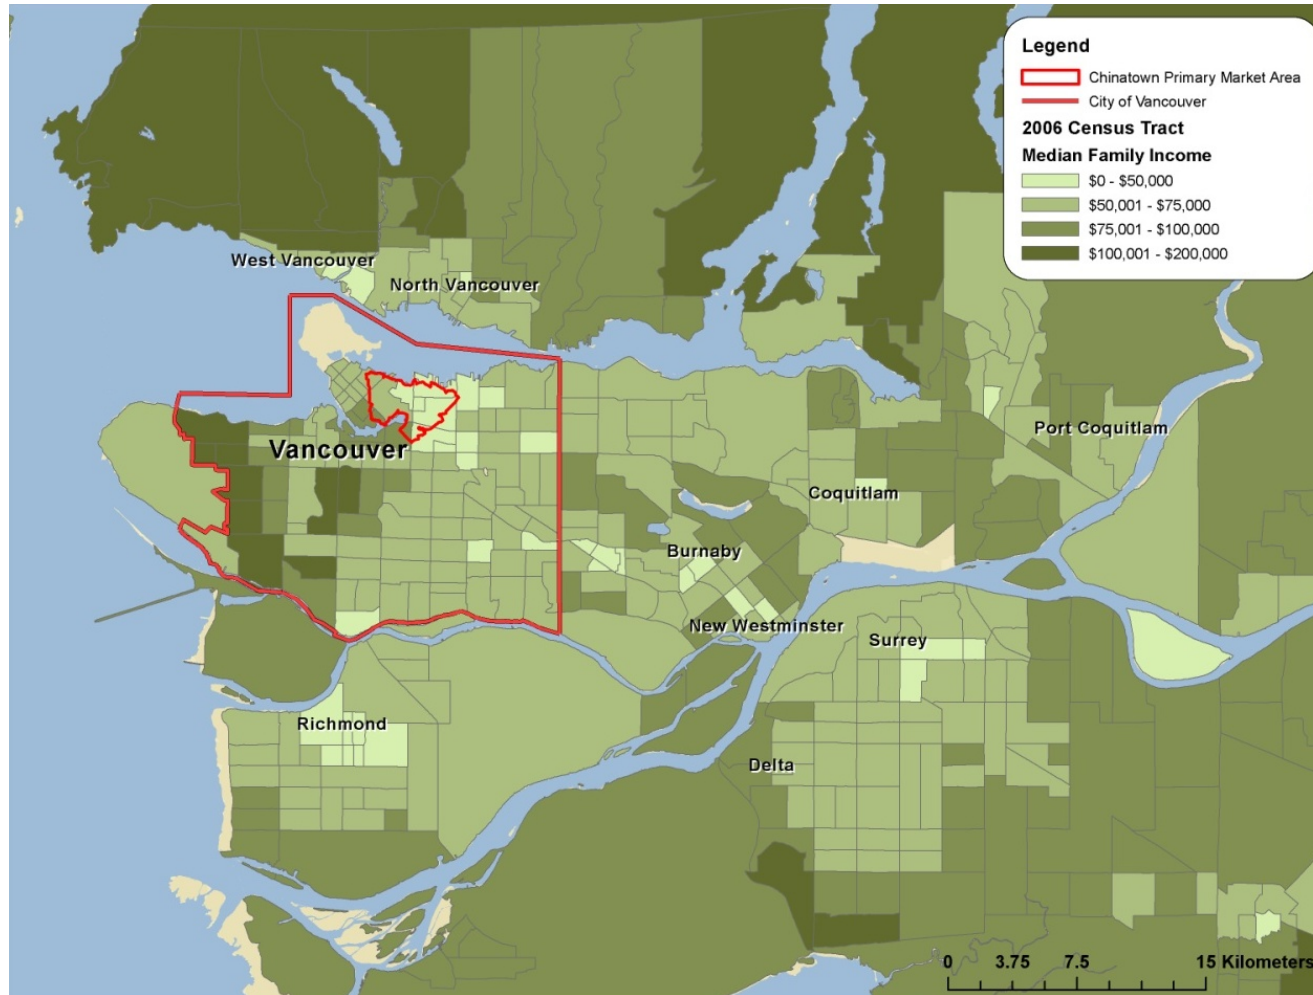 Legend
Chinatown Primary Market Area
City of Vancouver
2006 Census Tract
Median Family Income
$0 - $50,000
$50,001 - $75,000
$75,001 - $100,000
$100,001 - $200,000
West Vancouver
North Vancouver
Port Coquitlam
Vancouver
Coquitlam
Burnaby
New Westminster
Surrey
Richmond
Delta
0 3.75 7.5 15 Kilometers